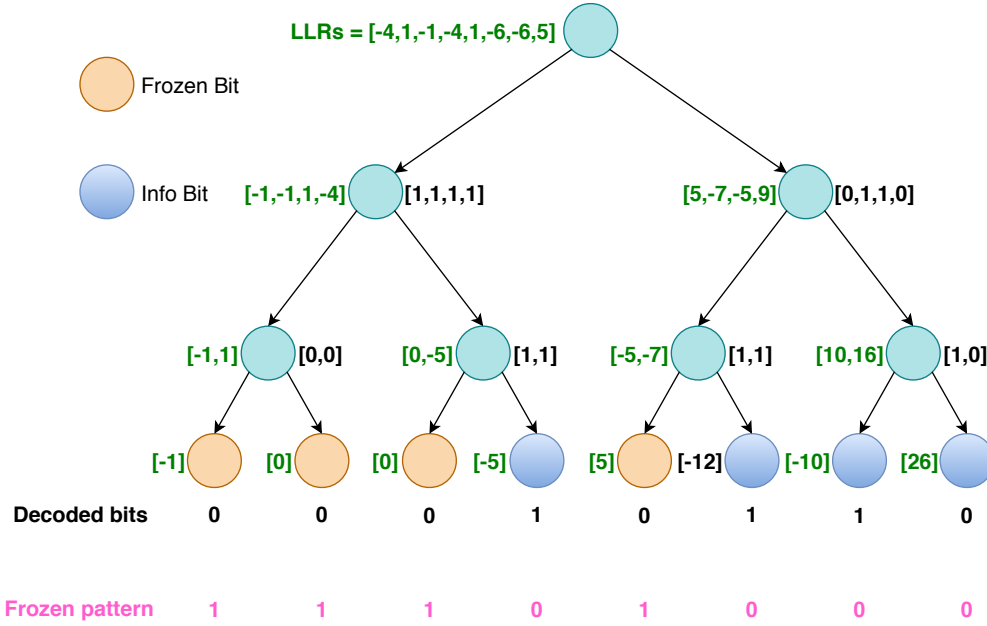 LLRs = [-4,1,-1,-4,1,-6,-6,5]
Frozen Bit
Info Bit
[-1,-1,1,-4] [1,1,1,1] [5,-7,-5,9] [0,1,1,0]
[-1,1] [0,0] [0,-5] [1,1] [-5,-7] [1,1] [10,16] [1,0]
[-1] [0] [0] [-5] [5] [-12] [-10] [26]
Decoded bits 0 0 0 1 0 1 1 0
Frozen pattern 1 1 1 0 1 0 0 0